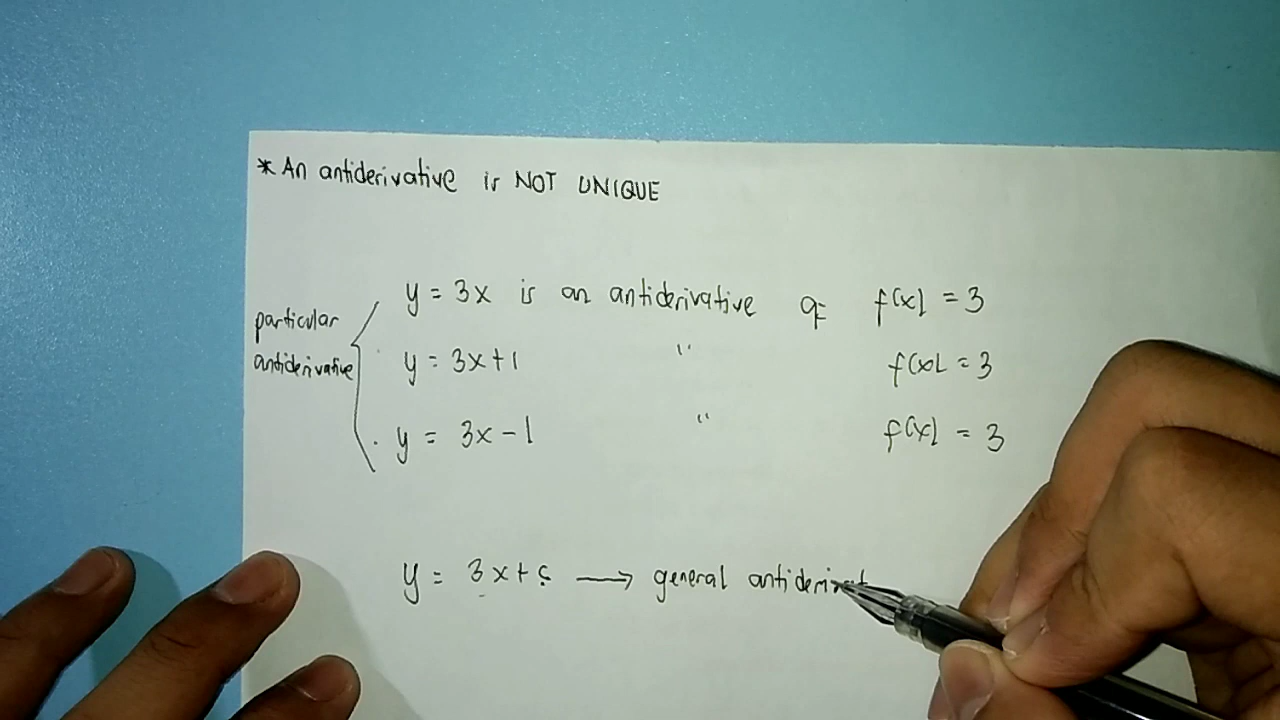 *An antiderivative is NOT UNIQUE
y = 3x is an antiderivative of f(x) = 3
particular
antiderivative
y = 3x+1 " f(x) = 3
y = 3x-1 " f(x) = 3
y = 3x+c → general antiderivat